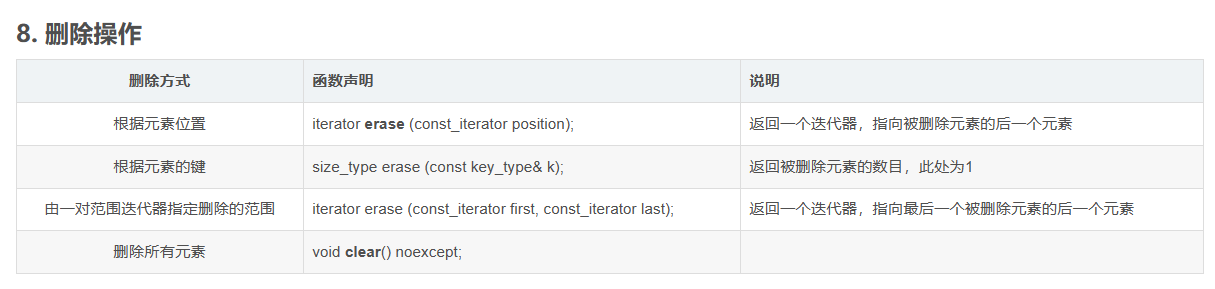 8. 删除操作
删除方式 函数声明 说明
根据元素位置 iterator erase (const_iterator position); 返回一个迭代器，指向被删除元素的后一个元素
根据元素的键 size_type erase (const key_type& k); 返回被删除元素的数目，此处为1
由一对范围迭代器指定删除的范围 iterator erase (const_iterator first, const_iterator last); 返回一个迭代器，指向最后一个被删除元素的后一个元素
删除所有元素 void clear() noexcept;